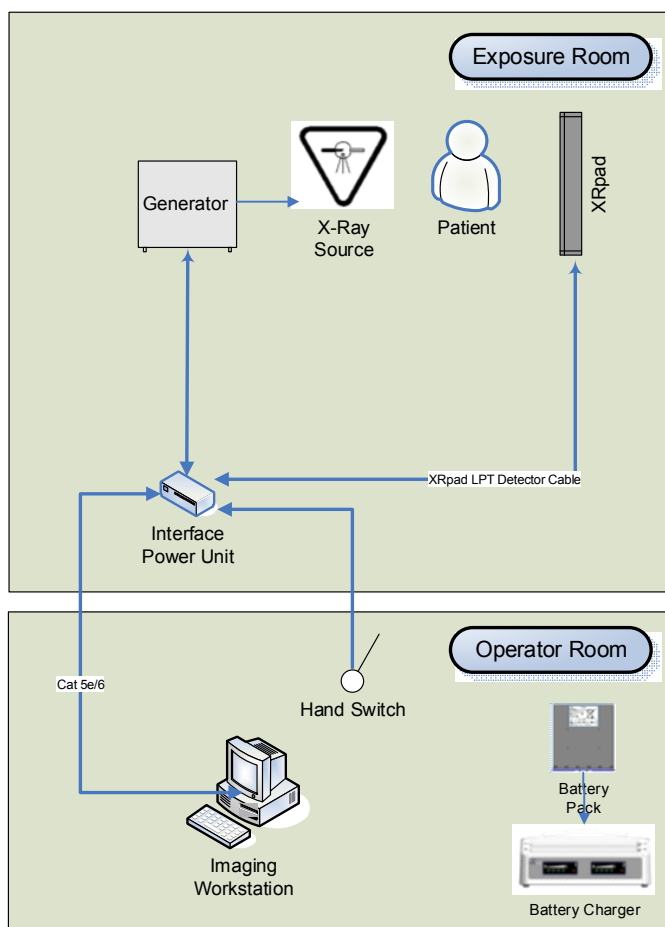 Exposure Room
Generator
X-Ray
Source
Patient
XRpad
XRpad LPT Detector Cable
Interface
Power Unit
Operator Room
Cat 5e/6
Hand Switch
Battery
Pack
Imaging
Workstation
Battery Charger